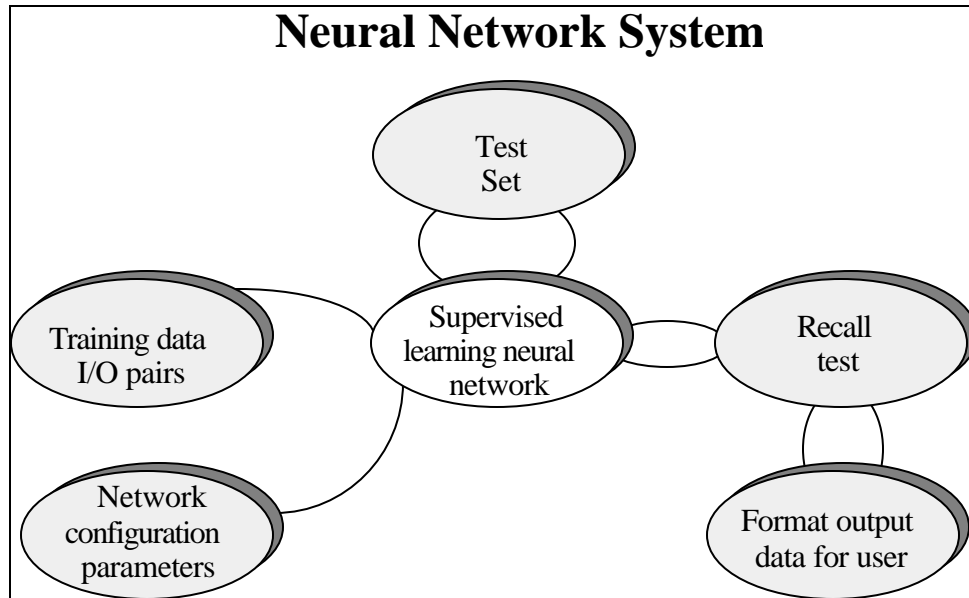 Neural Network System
Test
Set
Training data
I/O pairs
Supervised
learning neural
network
Recall
test
Network
configuration
parameters
Format output
data for user